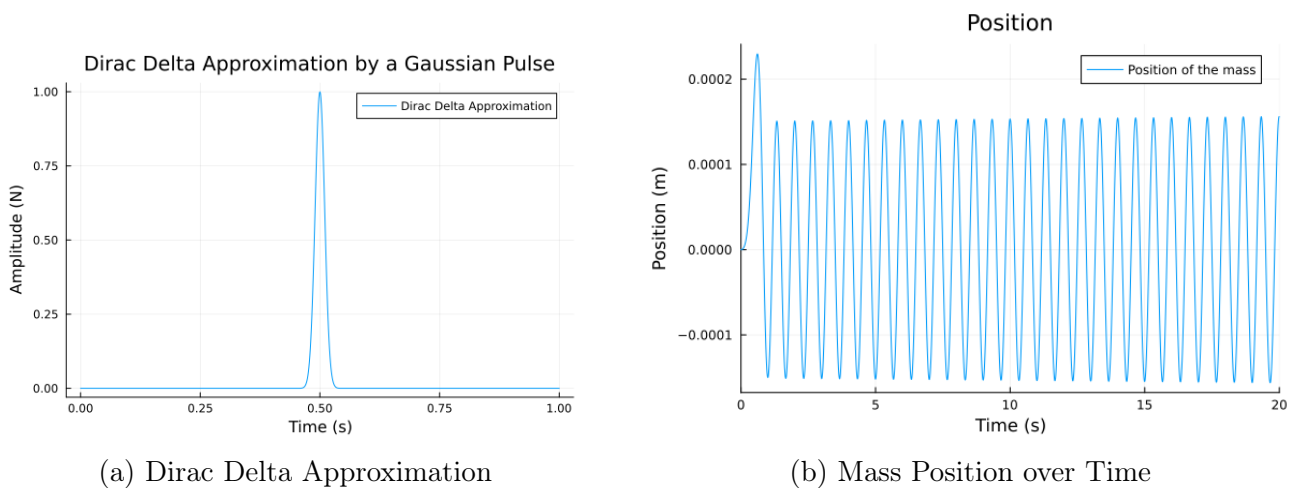 Dirac Delta Approximation by a Gaussian Pulse
Dirac Delta Approximation
Amplitude (N)
1.00
0.75
0.50
0.25
0.00
0.00 0.25 0.50 0.75 1.00
Time (s)
(a) Dirac Delta Approximation
Position
Position of the mass
Position (m)
0.0002
0.0001
0.0000
−0.0001
0 5 10 15 20
Time (s)
(b) Mass Position over Time